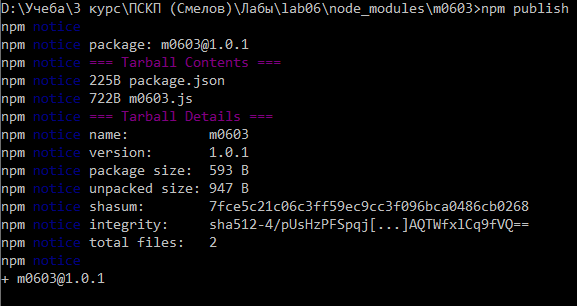 D:\Учеба\3 курс\ПСКП (Смелов)\Лабы\lab06\node_modules\m0603>npm publish
npm notice
npm notice package: m0603@1.0.1
npm notice === Tarball Contents ===
npm notice 225B package.json
npm notice 722B m0603.js
npm notice === Tarball Details ===
npm notice name:          m0603
npm notice version:       1.0.1
npm notice package size:  593 B
npm notice unpacked size: 947 B
npm notice shasum:        7fce5c21c06c3ff59ec9cc3f096bca0486cb0268
npm notice integrity:     sha512-4/pUsHzPFSpqj[...]AQTWfxlCq9fVQ==
npm notice total files:   2
npm notice
+ m0603@1.0.1